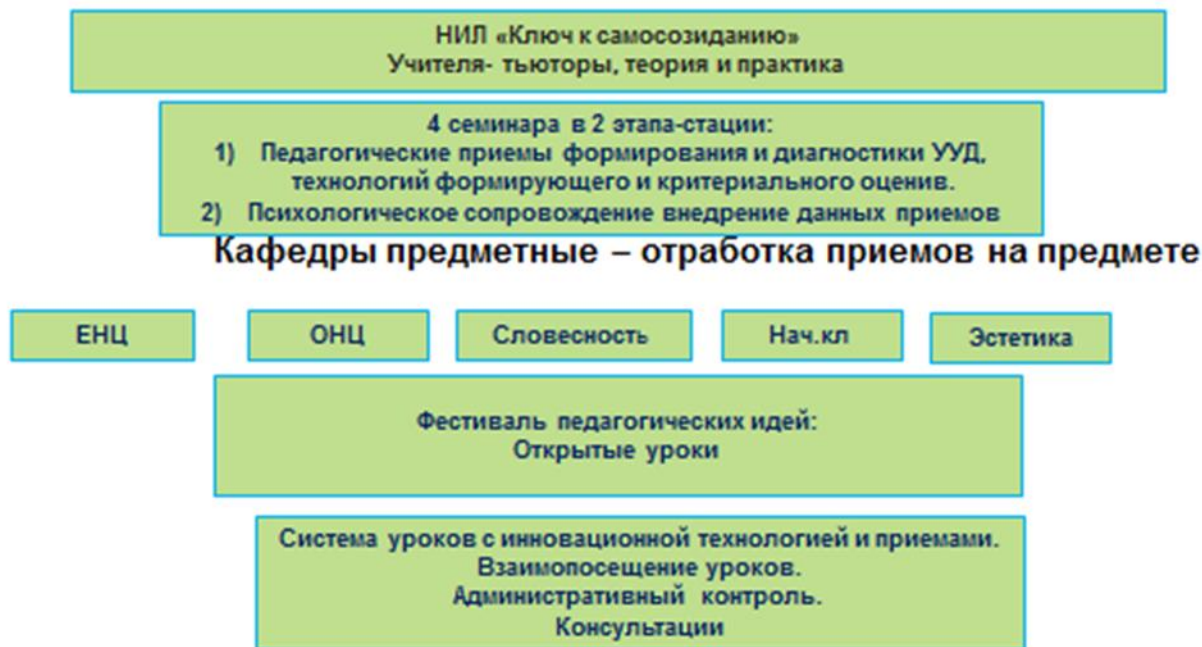 НИЛ «Ключ к самосозиданию»
Учителя- тьюторы, теория и практика
4 семинара в 2 этапа-стации:
1) Педагогические приемы формирования и диагностики УУД,
технологий формирующего и критериального оценив.
2) Психологическое сопровождение внедрение данных приемов
Кафедры предметные – отработка приемов на предмете
ЕНЦ ОНЦ Словесность Нач.кл Эстетика
Фестиваль педагогических идей:
Открытые уроки
Система уроков с инновационной технологией и приемами.
Взаимопосещение уроков.
Административный контроль.
Консультации